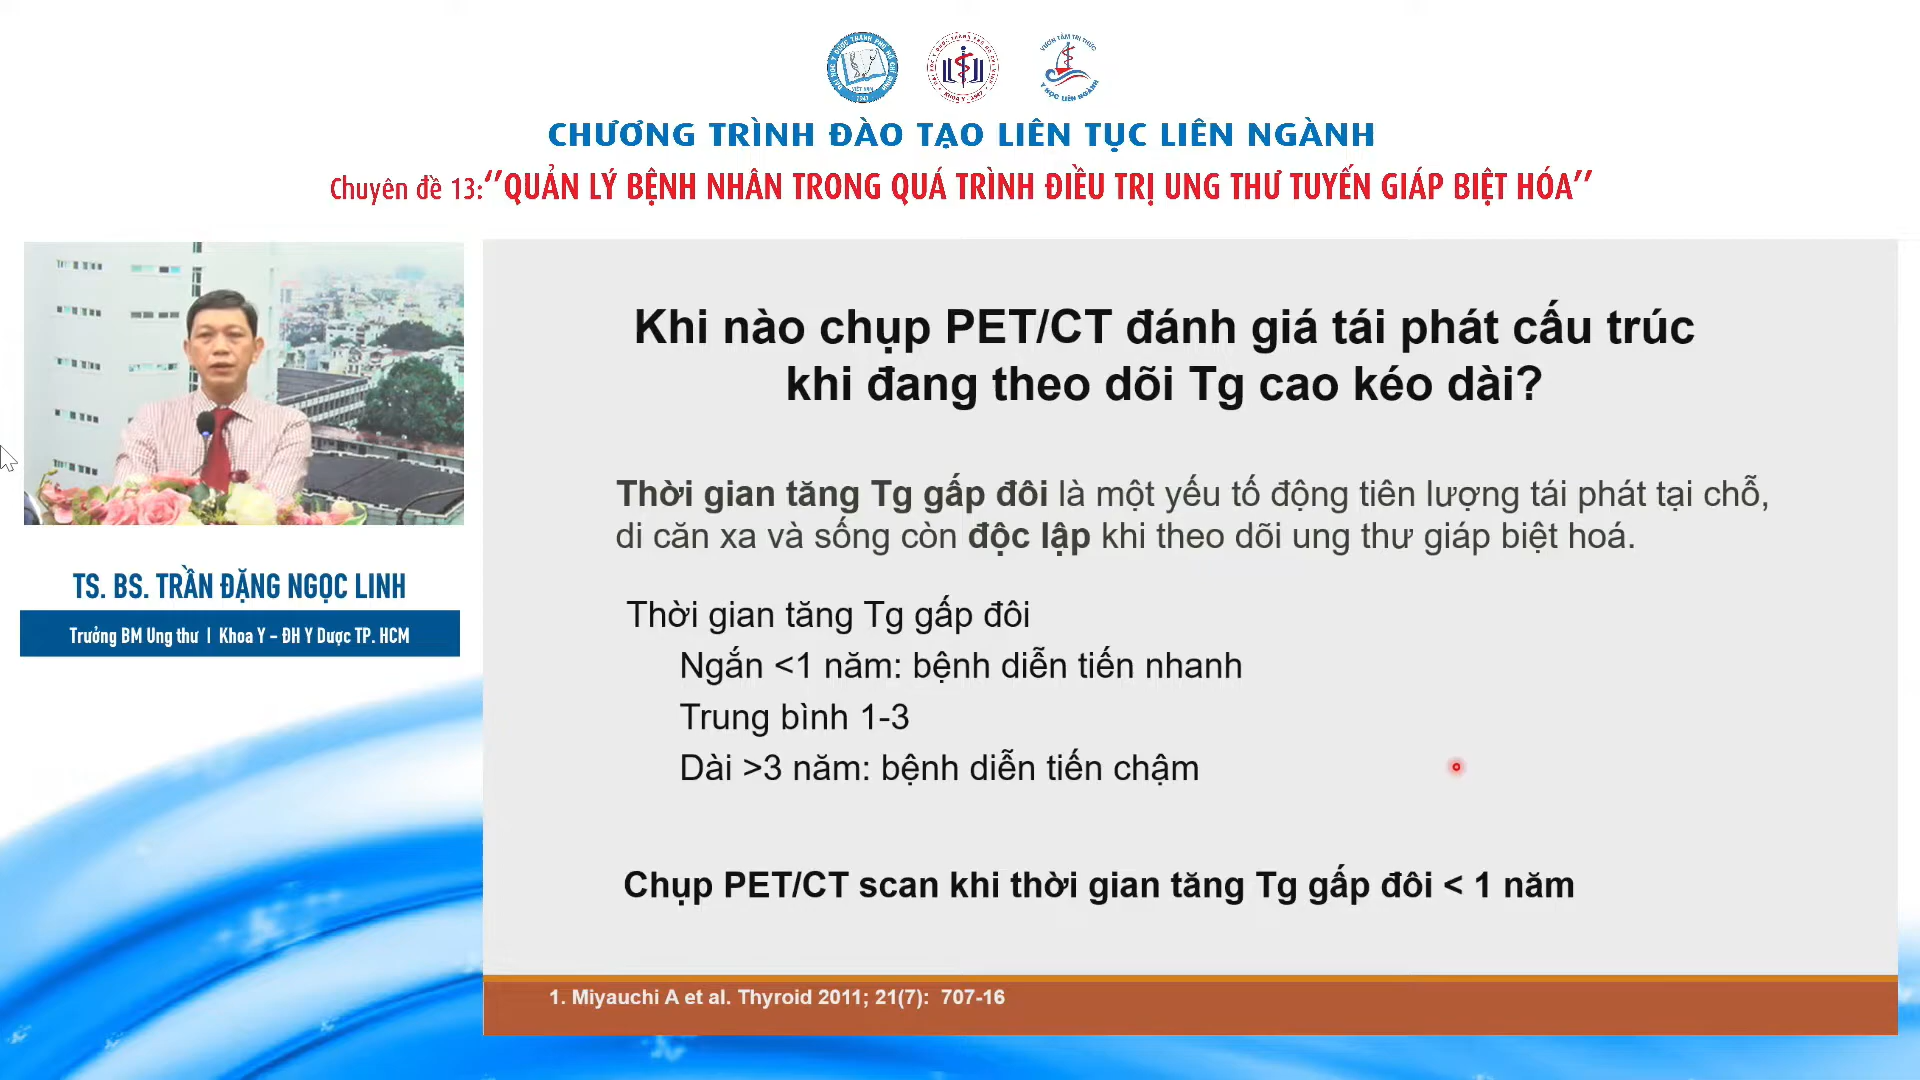 CHƯƠNG TRÌNH ĐÀO TẠO LIÊN TỤC LIÊN NGÀNH
Chuyên đề 13:‘‘QUẢN LÝ BỆNH NHÂN TRONG QUÁ TRÌNH ĐIỀU TRỊ UNG THƯ TUYẾN GIÁP BIỆT HÓA’’
TS. BS. TRẦN ĐẶNG NGỌC LINH
Trưởng BM Ung thư | Khoa Y – ĐH Y Dược TP. HCM
Khi nào chụp PET/CT đánh giá tái phát cấu trúc
khi đang theo dõi Tg cao kéo dài?
Thời gian tăng Tg gấp đôi là một yếu tố động tiên lượng tái phát tại chỗ,
di căn xa và sống còn độc lập khi theo dõi ung thư giáp biệt hoá.
Thời gian tăng Tg gấp đôi
Ngắn <1 năm: bệnh diễn tiến nhanh
Trung bình 1-3
Dài >3 năm: bệnh diễn tiến chậm
Chụp PET/CT scan khi thời gian tăng Tg gấp đôi < 1 năm
1. Miyauchi A et al. Thyroid 2011; 21(7): 707-16